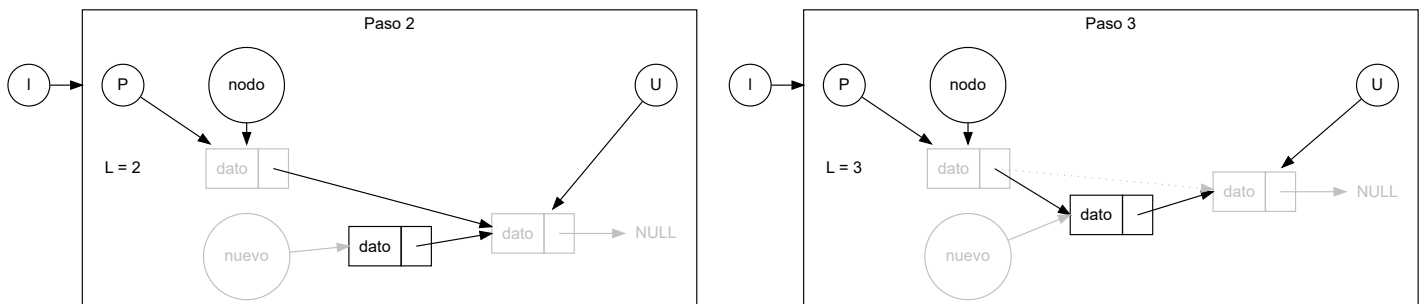 Paso 2
I
P
nodo
U
L = 2
dato
dato
NULL
nuevo
dato
Paso 3
I
P
nodo
U
L = 3
dato
dato
NULL
dato
nuevo